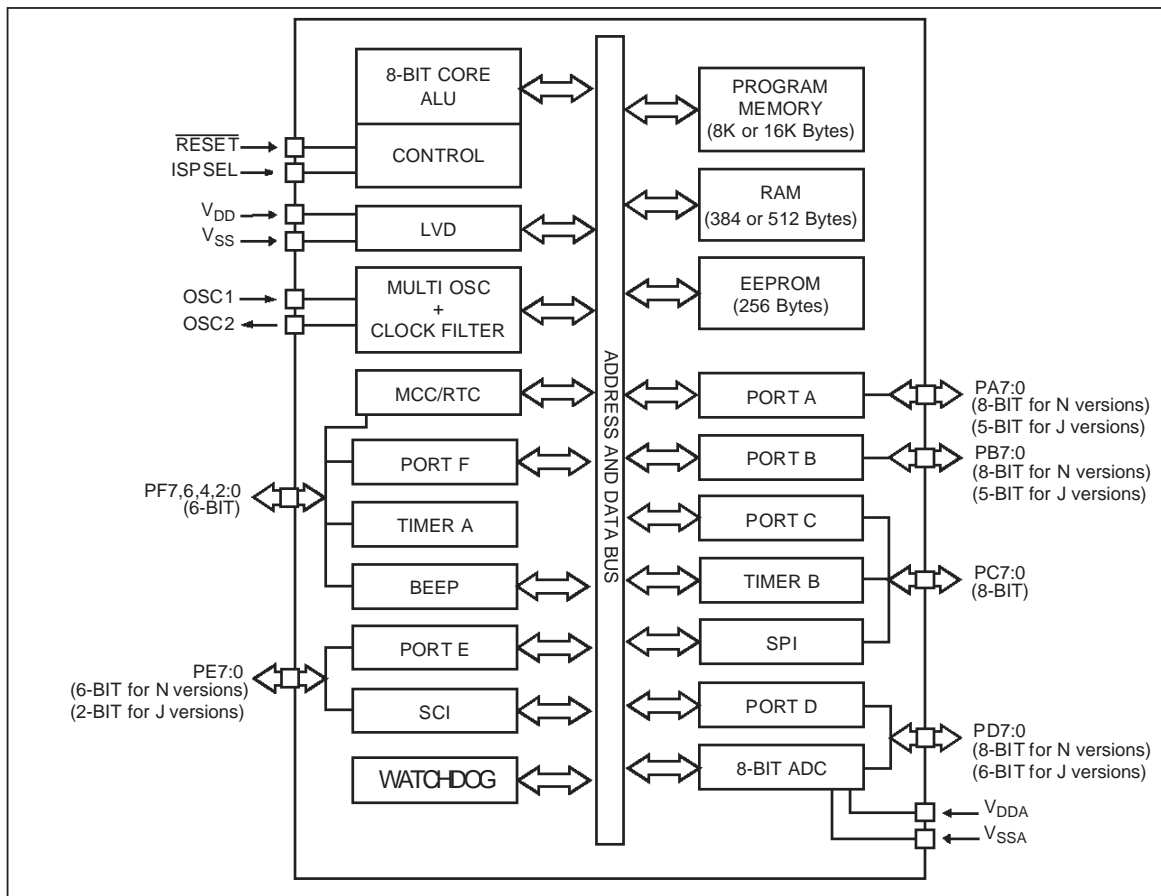 8-BIT CORE
ALU
CONTROL
RESET
ISPSEL
VDD
VSS
LVD
OSC1
OSC2
MULTI OSC
+
CLOCK FILTER
MCC/RTC
PORT F
PF7,6,4,2:0
(6-BIT)
TIMER A
BEEP
PORT E
PE7:0
(6-BIT for N versions)
(2-BIT for J versions)
SCI
WATCHDOG
ADDRESS AND DATA BUS
PROGRAM
MEMORY
(8K or 16K Bytes)
RAM
(384 or 512 Bytes)
EEPROM
(256 Bytes)
PORT A
PA7:0
(8-BIT for N versions)
(5-BIT for J versions)
PORT B
PB7:0
(8-BIT for N versions)
(5-BIT for J versions)
PORT C
TIMER B
PC7:0
(8-BIT)
SPI
PORT D
PD7:0
(8-BIT for N versions)
(6-BIT for J versions)
8-BIT ADC
VDDA
VSSA